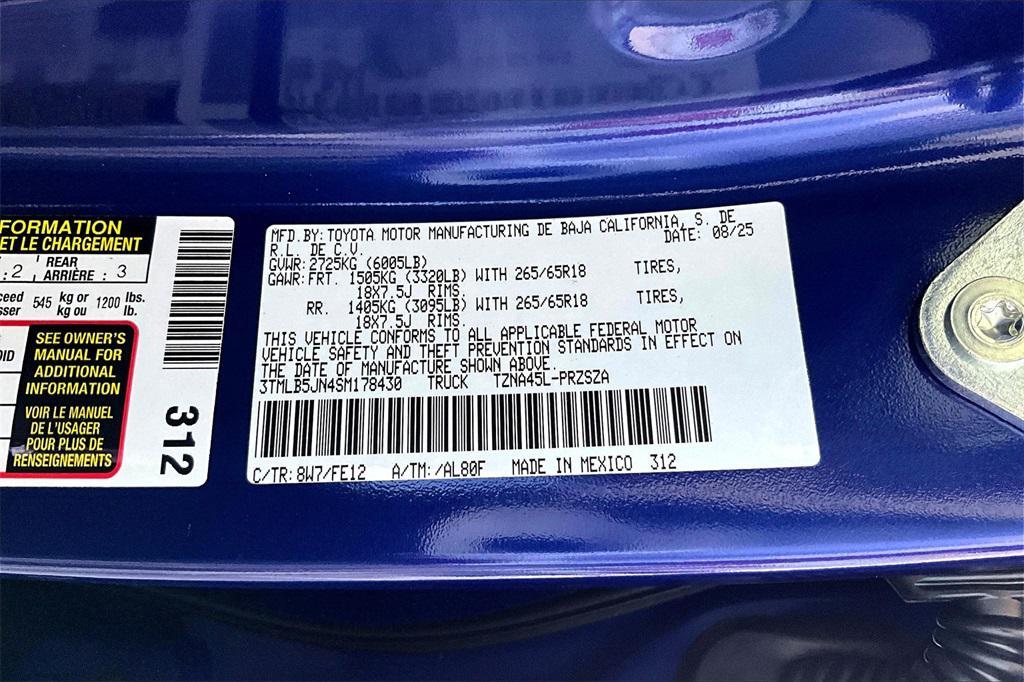 FORMATION
ET LE CHARGEMENT
: 2 REAR ARRIÈRE : 3
545 kg or kg ou 1200 lbs. lb.
SEE OWNER'S
MANUAL FOR
ADDITIONAL
INFORMATION
VOIR LE MANUEL
DE L'USAGER
POUR PLUS DE
RENSEIGNEMENTS
312
MFD.BY: TOYOTA MOTOR MANUFACTURING DE BAJA CALIFORNIA, S. DE
R.L. DE C.V. DATE: 08/25
GVWR: 2725KG (6005LB)
GAWR: FRT. 1505KG (3320LB) WITH 265/65R18 TIRES,
18X7.5J RIMS.
RR. 1405KG (3095LB) WITH 265/65R18 TIRES,
18X7.5J RIMS.
THIS VEHICLE CONFORMS TO ALL APPLICABLE FEDERAL MOTOR
VEHICLE SAFETY AND THEFT PREVENTION STANDARDS IN EFFECT ON
THE DATE OF MANUFACTURE SHOWN ABOVE.
3TMLB5JN4SM178430 TRUCK TZNA45L-PRZSZA
C/TR: 8W7/FE12 A/TM: /AL80F MADE IN MEXICO 312